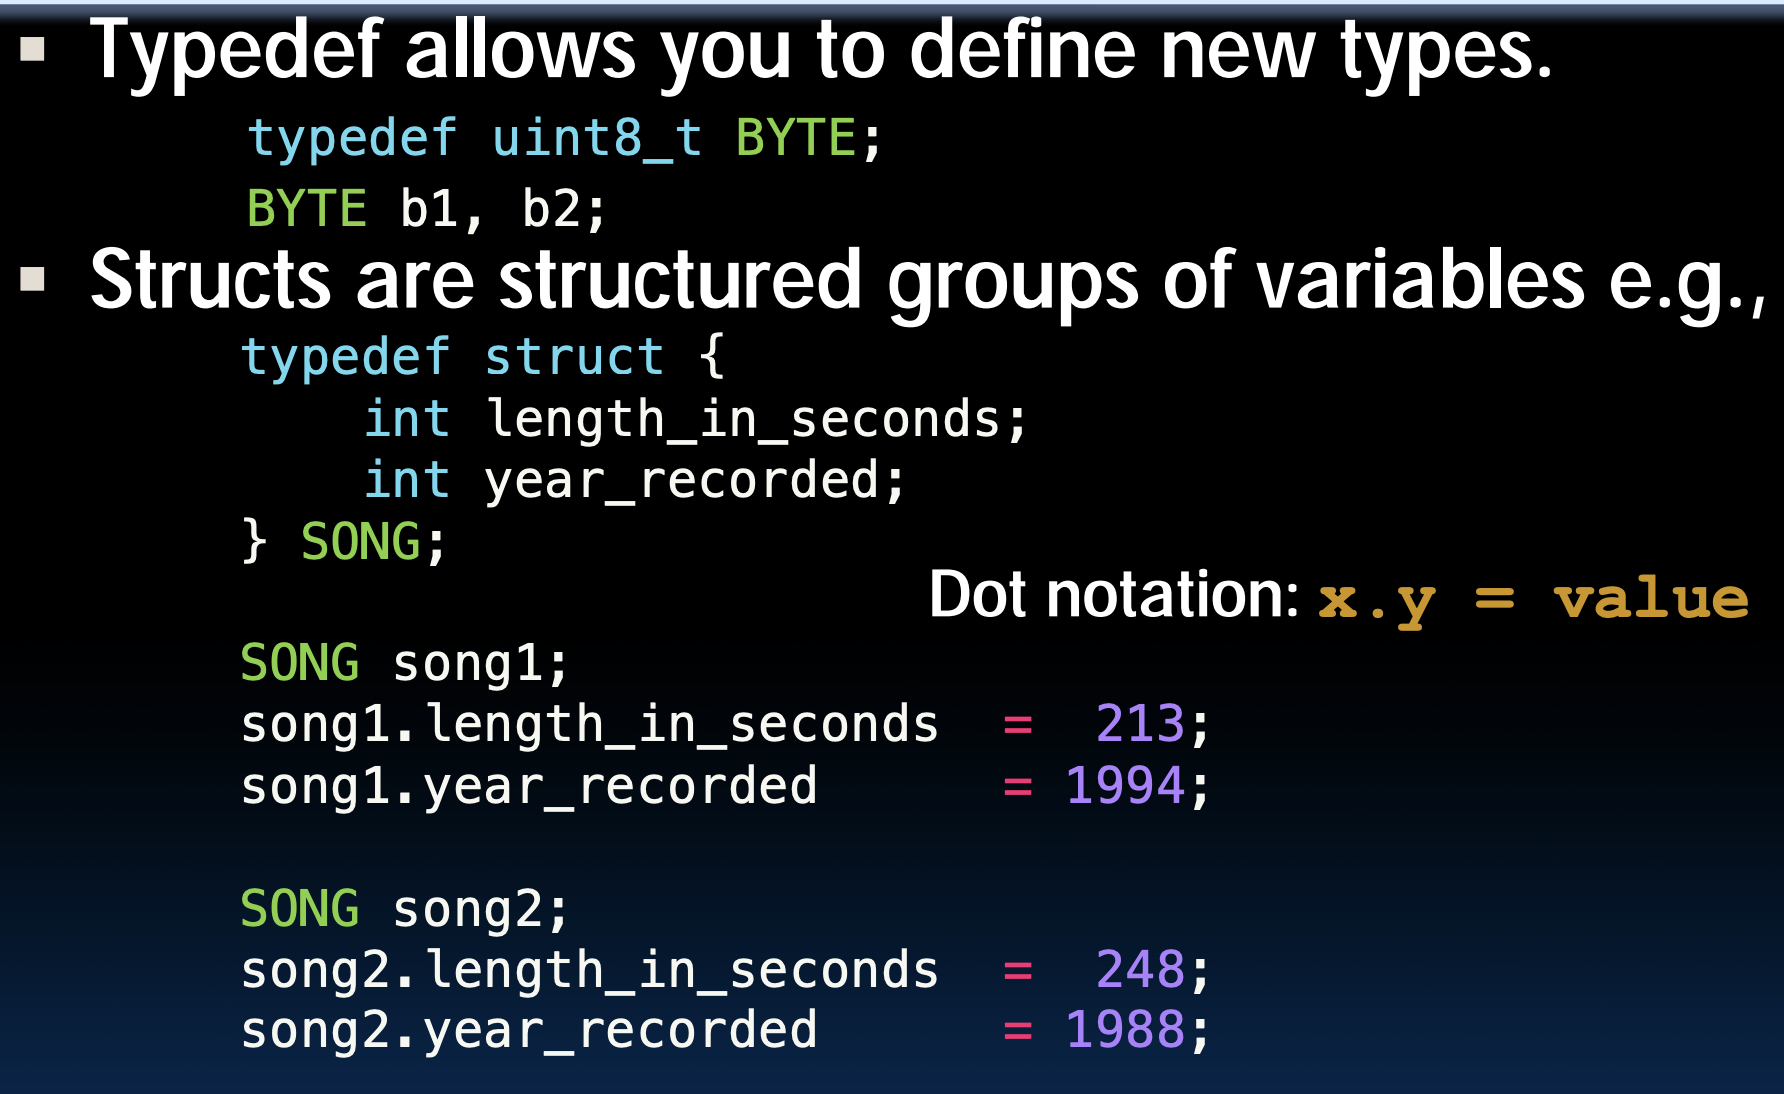 ▪ Typedef allows you to define new types.
typedef uint8_t BYTE;
BYTE b1, b2;
▪ Structs are structured groups of variables e.g.,
typedef struct {
    int length_in_seconds;
    int year_recorded;
} SONG;
Dot notation: x.y = value
SONG song1;
song1.length_in_seconds  =  213;
song1.year_recorded      = 1994;
SONG song2;
song2.length_in_seconds  =  248;
song2.year_recorded      = 1988;